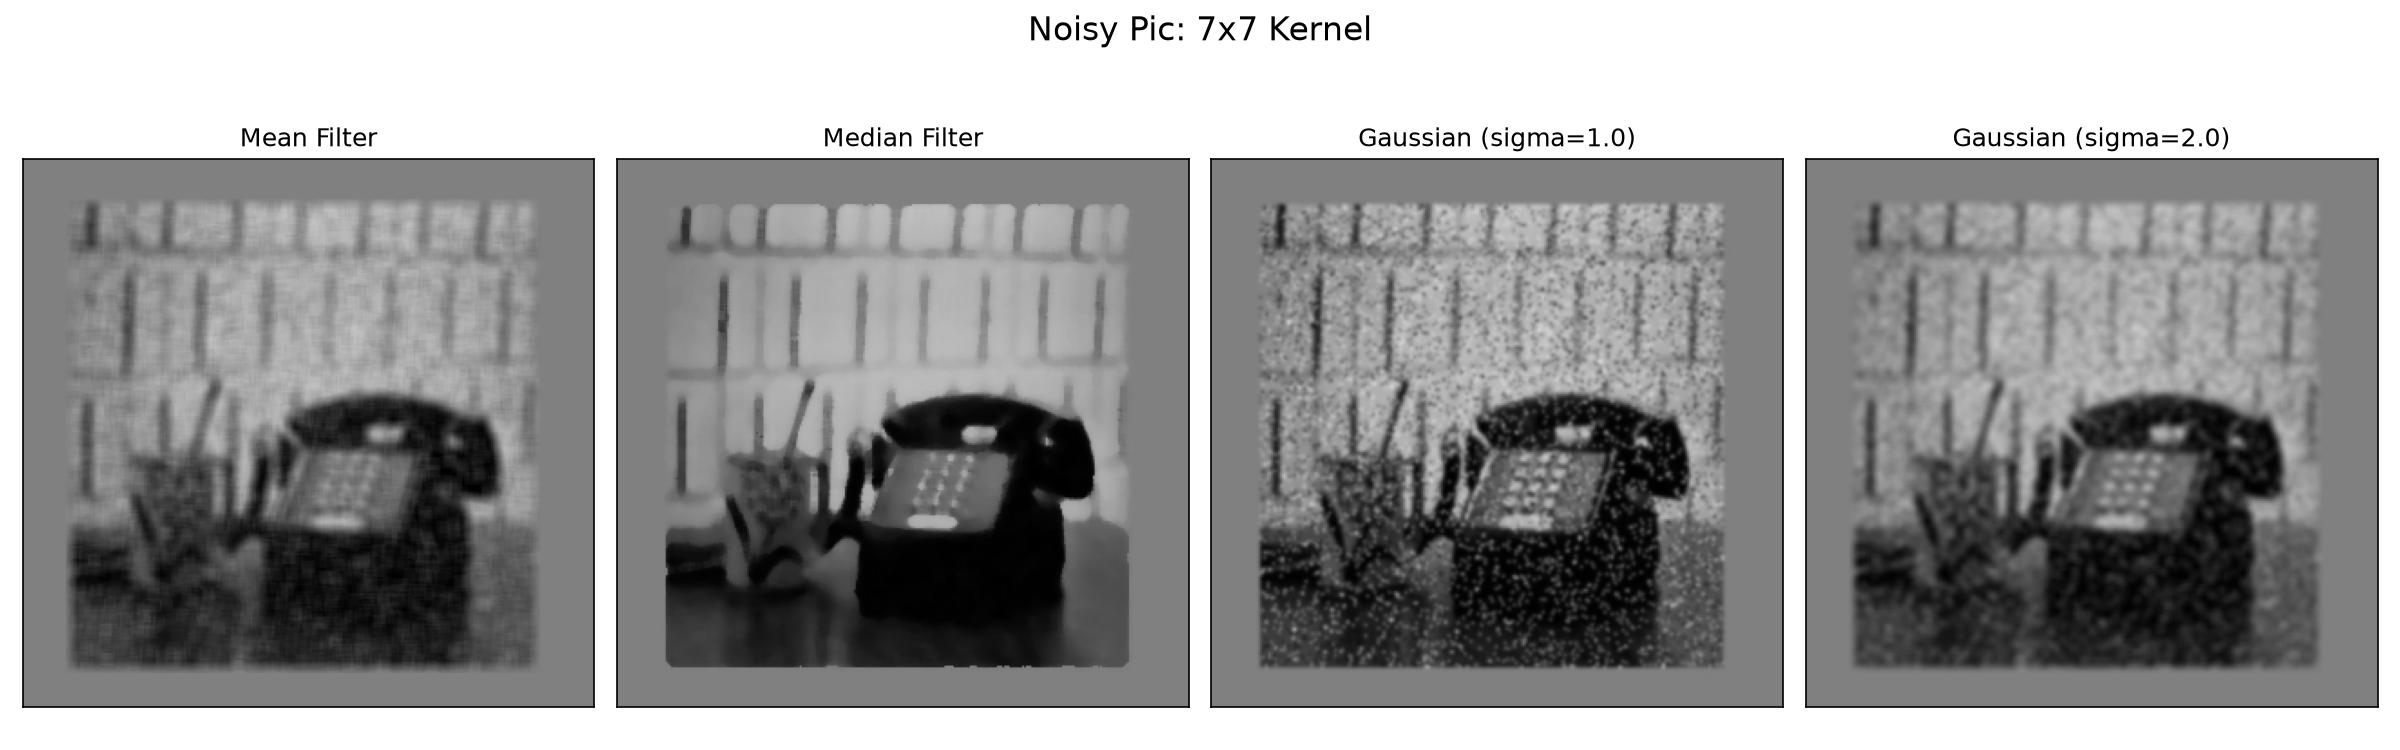 Noisy Pic: 7x7 Kernel
Mean Filter
Median Filter
Gaussian (sigma=1.0)
Gaussian (sigma=2.0)